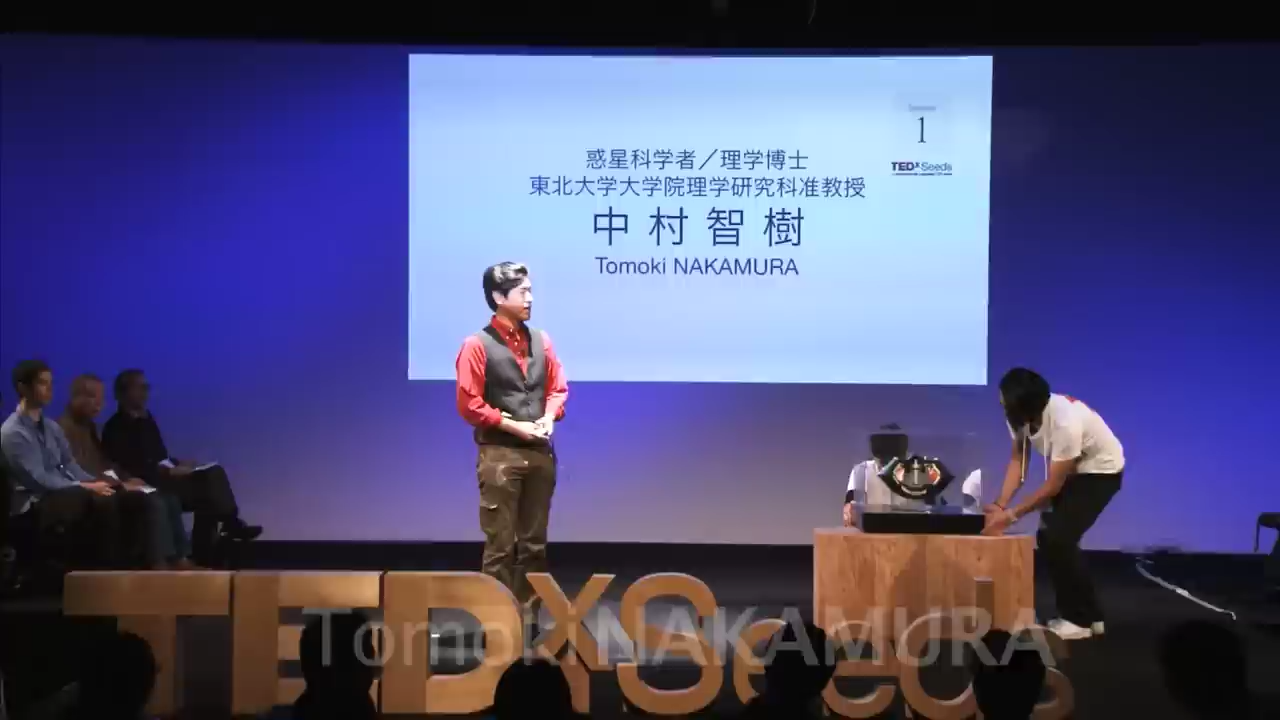 1
TEDxSeeds
惑星科学者／理学博士
東北大学大学院理学研究科准教授
中村智樹
Tomoki NAKAMURA
TEDxSeeds
Tomoki NAKAMURA